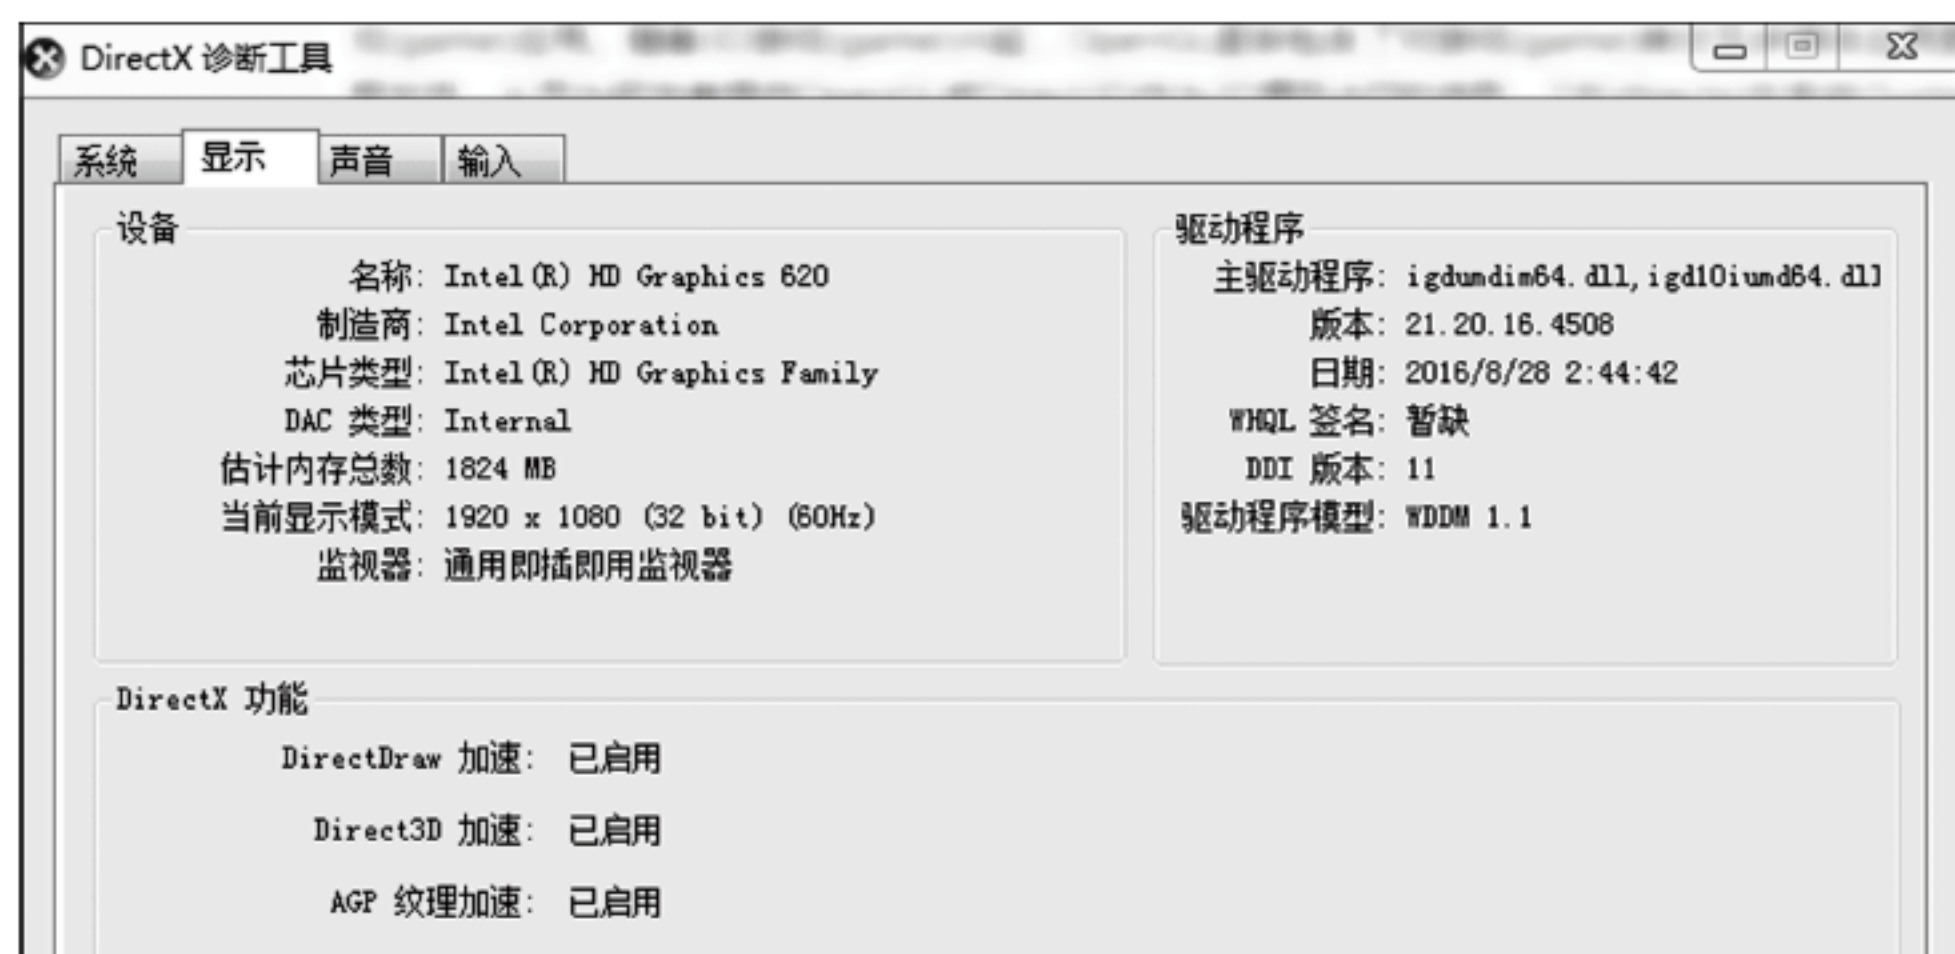 DirectX 诊断工具
系统 显示 声音 输入
设备
名称: Intel(R) HD Graphics 620
制造商: Intel Corporation
芯片类型: Intel(R) HD Graphics Family
DAC 类型: Internal
估计内存总数: 1824 MB
当前显示模式: 1920 x 1080 (32 bit) (60Hz)
监视器: 通用即插即用监视器
驱动程序
主驱动程序: igdumdim64.dll,igd10iumd64.dll
版本: 21.20.16.4508
日期: 2016/8/28 2:44:42
WHQL 签名: 暂缺
DDI 版本: 11
驱动程序模型: WDDM 1.1
DirectX 功能
DirectDraw 加速: 已启用
Direct3D 加速: 已启用
AGP 纹理加速: 已启用